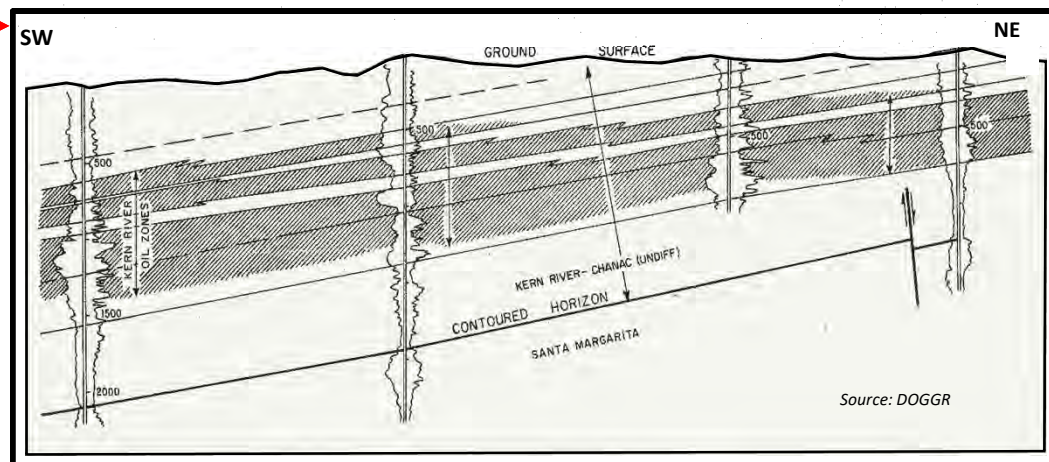 SW
NE
GROUND SURFACE
500
500
500
500
KERN RIVER
OIL ZONES
1500
2000
KERN RIVER-CHANAC (UNDIFF)
CONTOURED HORIZON
SANTA MARGARITA
Source: DOGGR